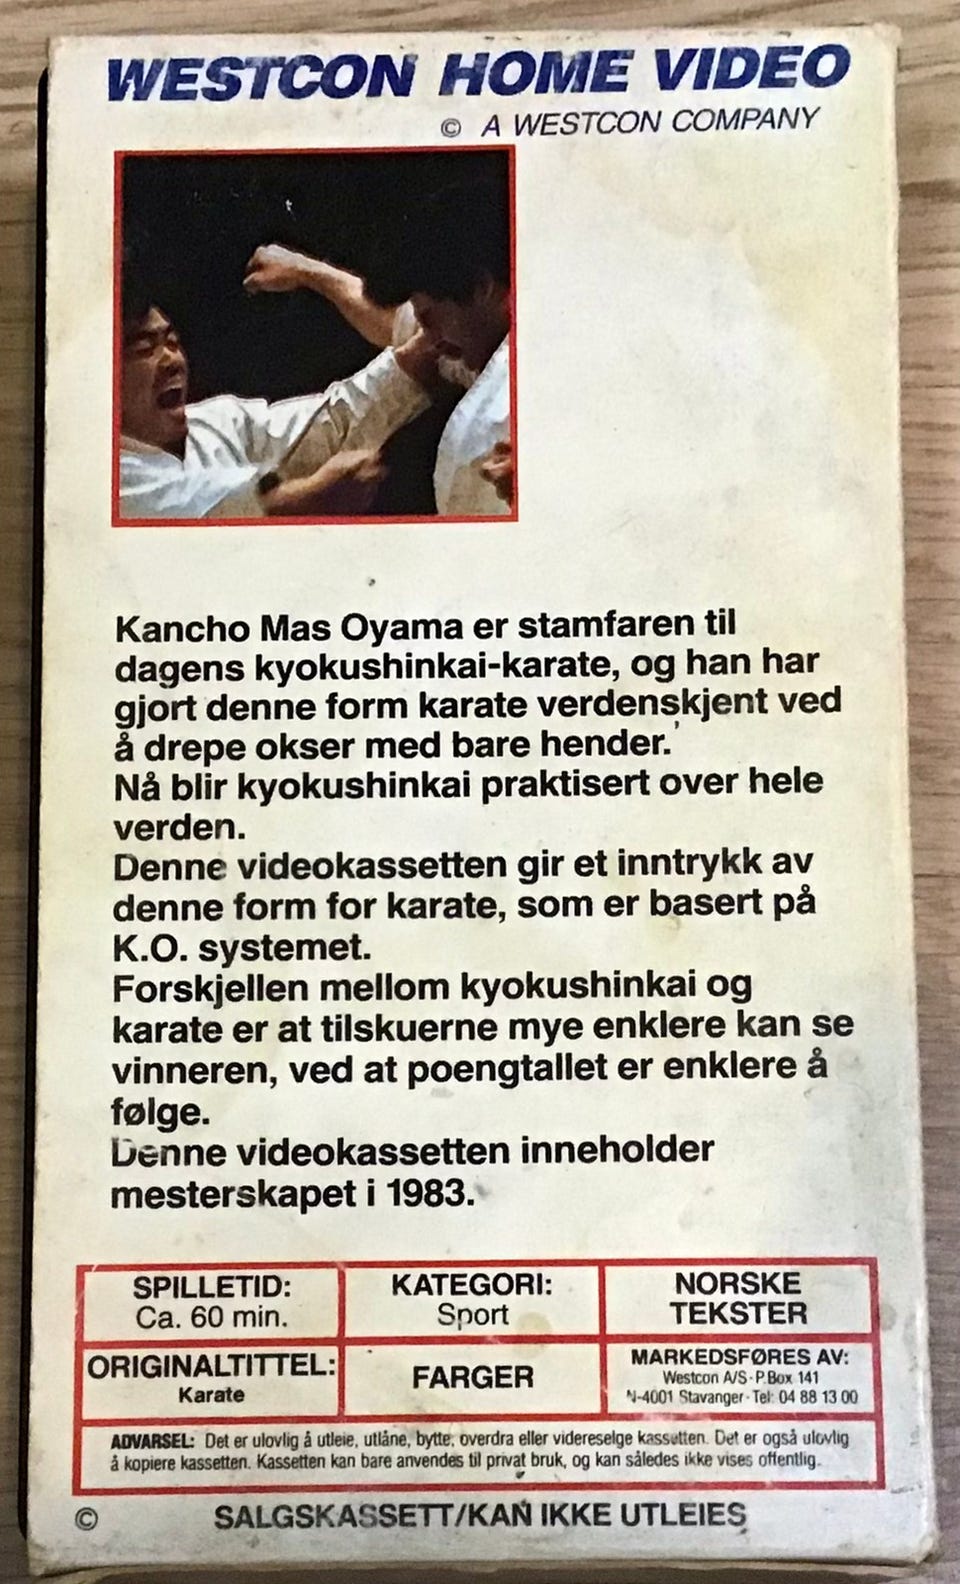 WESTCON HOME VIDEO
© A WESTCON COMPANY
Kancho Mas Oyama er stamfaren til
dagens kyokushinkai-karate, og han har
gjort denne form karate verdenskjent ved
å drepe okser med bare hender.
Nå blir kyokushinkai praktisert over hele
verden.
Denne videokassetten gir et inntrykk av
denne form for karate, som er basert på
K.O. systemet.
Forskjellen mellom kyokushinkai og
karate er at tilskuerne mye enklere kan se
vinneren, ved at poengtallet er enklere å
følge.
Denne videokassetten inneholder
mesterskapet i 1983.
SPILLETID:
Ca. 60 min.
KATEGORI:
Sport
NORSKE
TEKSTER
ORIGINALTITTEL:
Karate
FARGER
MARKEDSFØRES AV:
Westcon A/S - P.Box 141
N-4001 Stavanger - Tel: 04 88 13 00
ADVARSEL: Det er ulovlig å utleie, utlåne, bytte, overdra eller videreselge kassetten. Det er også ulovlig
å kopiere kassetten. Kassetten kan bare anvendes til privat bruk, og kan således ikke vises offentlig.
© SALGSKASSETT/KAN IKKE UTLEIES